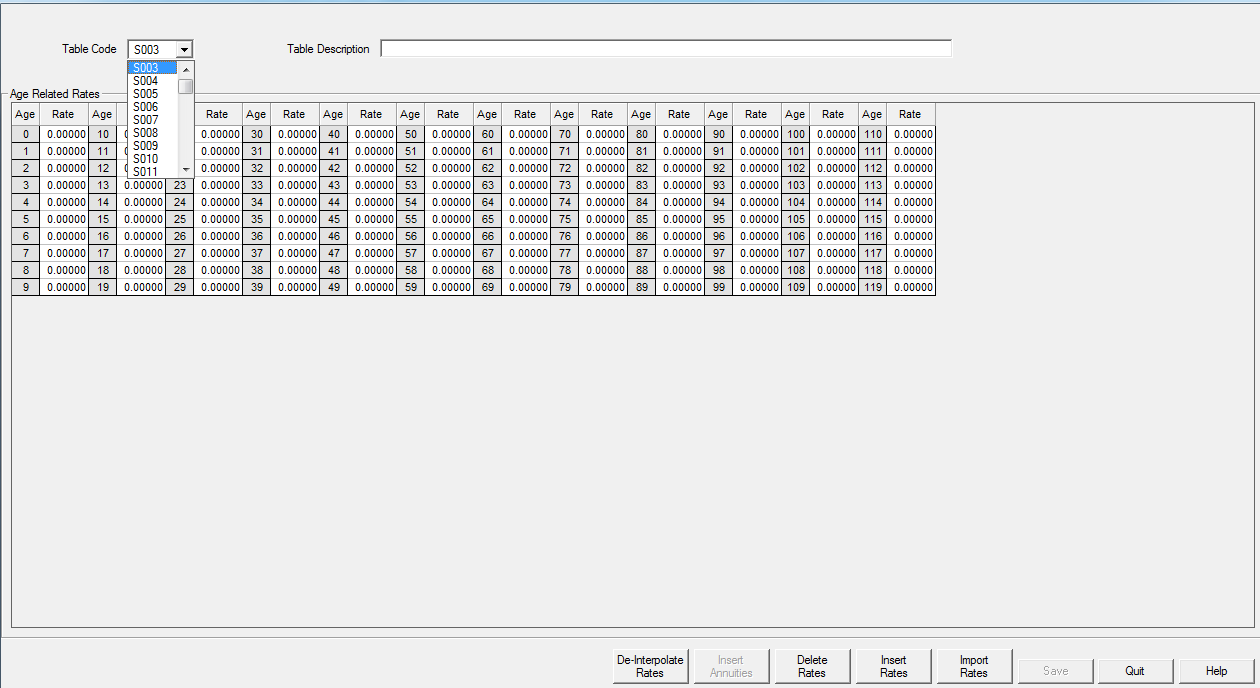 Table Code S003 Table Description
S003
S004
S005
S006
S007
S008
S009
S010
S011
Age Related Rates
Age Rate Age Rate Age Rate Age Rate Age Rate Age Rate Age Rate Age Rate Age Rate Age Rate Age Rate
0 0.00000 10 0.00000 30 0.00000 40 0.00000 50 0.00000 60 0.00000 70 0.00000 80 0.00000 90 0.00000 100 0.00000 110 0.00000
1 0.00000 11 0.00000 31 0.00000 41 0.00000 51 0.00000 61 0.00000 71 0.00000 81 0.00000 91 0.00000 101 0.00000 111 0.00000
2 0.00000 12 0.00000 32 0.00000 42 0.00000 52 0.00000 62 0.00000 72 0.00000 82 0.00000 92 0.00000 102 0.00000 112 0.00000
3 0.00000 13 0.00000 23 0.00000 33 0.00000 43 0.00000 53 0.00000 63 0.00000 73 0.00000 83 0.00000 93 0.00000 103 0.00000 113 0.00000
4 0.00000 14 0.00000 24 0.00000 34 0.00000 44 0.00000 54 0.00000 64 0.00000 74 0.00000 84 0.00000 94 0.00000 104 0.00000 114 0.00000
5 0.00000 15 0.00000 25 0.00000 35 0.00000 45 0.00000 55 0.00000 65 0.00000 75 0.00000 85 0.00000 95 0.00000 105 0.00000 115 0.00000
6 0.00000 16 0.00000 26 0.00000 36 0.00000 46 0.00000 56 0.00000 66 0.00000 76 0.00000 86 0.00000 96 0.00000 106 0.00000 116 0.00000
7 0.00000 17 0.00000 27 0.00000 37 0.00000 47 0.00000 57 0.00000 67 0.00000 77 0.00000 87 0.00000 97 0.00000 107 0.00000 117 0.00000
8 0.00000 18 0.00000 28 0.00000 38 0.00000 48 0.00000 58 0.00000 68 0.00000 78 0.00000 88 0.00000 98 0.00000 108 0.00000 118 0.00000
9 0.00000 19 0.00000 29 0.00000 39 0.00000 49 0.00000 59 0.00000 69 0.00000 79 0.00000 89 0.00000 99 0.00000 109 0.00000 119 0.00000
De-Interpolate
Rates
Insert
Annuities
Delete
Rates
Insert
Rates
Import
Rates
Save
Quit
Help